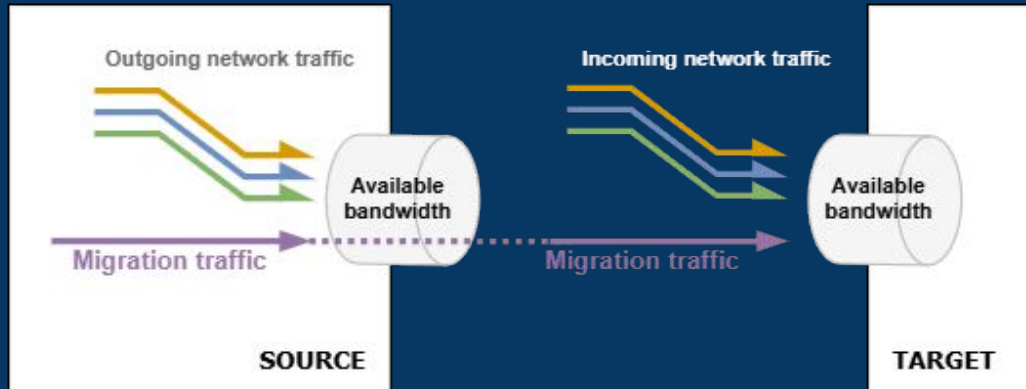 Outgoing network traffic
Incoming network traffic
Available
bandwidth
Available
bandwidth
Migration traffic
Migration traffic
SOURCE
TARGET